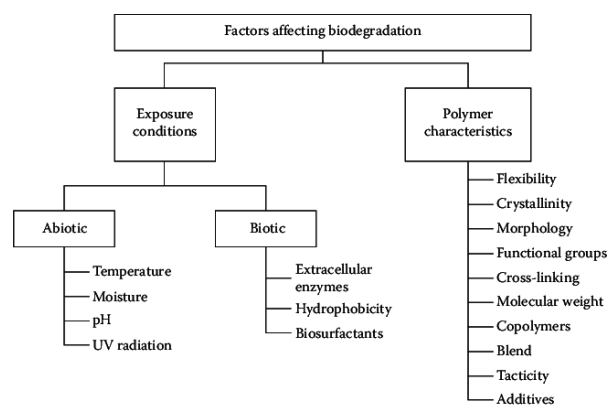 Factors affecting biodegradation
Exposure
conditions
Polymer
characteristics
Abiotic
Biotic
Temperature
Moisture
pH
UV radiation
Extracellular
enzymes
Hydrophobicity
Biosurfactants
Flexibility
Crystallinity
Morphology
Functional groups
Cross-linking
Molecular weight
Copolymers
Blend
Tacticity
Additives